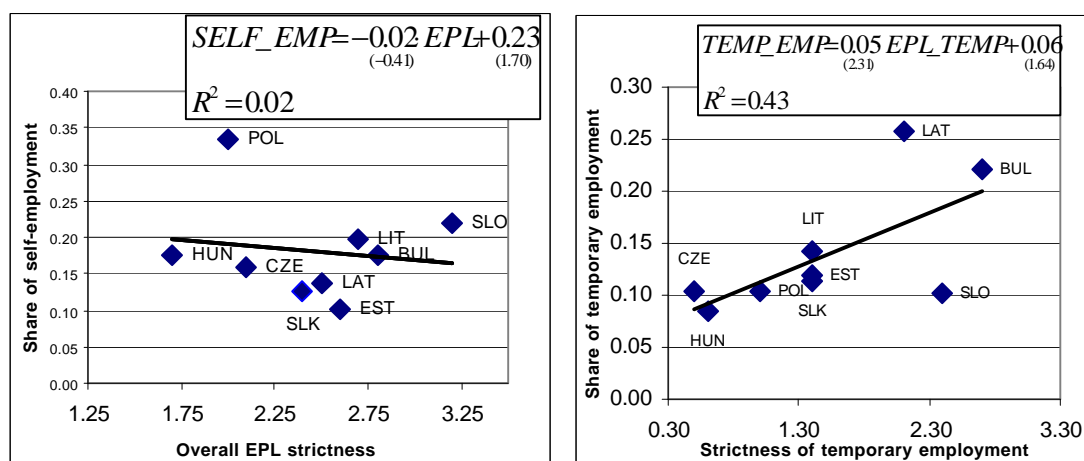 SELF_EMP=−0.02·EPL+0.23
(−0.41) (1.70)
R² = 0.02
0.40
0.35
0.30
0.25
0.20
0.15
0.10
0.05
0.00
Share of self-employment
POL
SLO
LIT
HUN
BUL
CZE
LAT
EST
SLK
1.25 1.75 2.25 2.75 3.25
Overall EPL strictness
TEMP_EMP=0.05 EPL_TEMP+0.06
(2.31) (1.64)
R² = 0.43
0.30
0.25
0.20
0.15
0.10
0.05
0.00
Share of temporary employment
LAT
BUL
LIT
CZE
EST
POL
SLO
SLK
HUN
0.30 1.30 2.30 3.30
Strictness of temporary employment